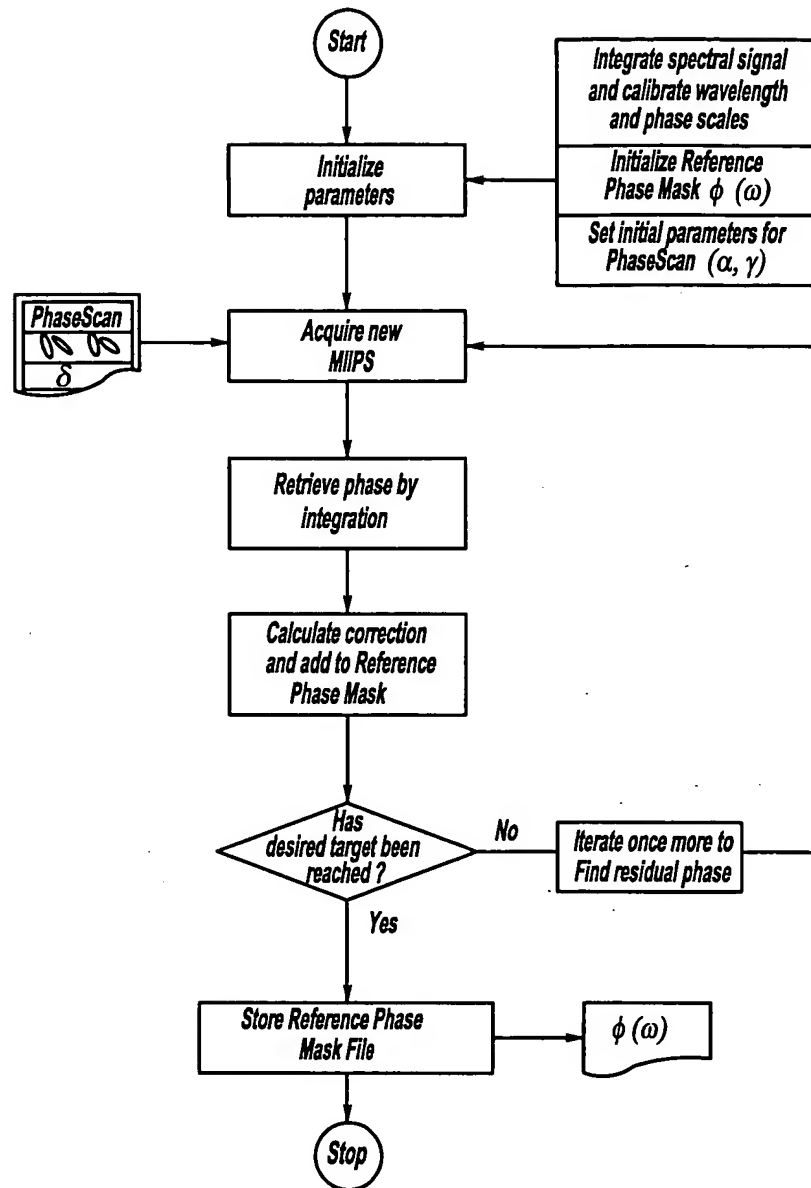 Start
Integrate spectral signal
and calibrate wavelength
and phase scales
Initialize Reference
Phase Mask ϕ (ω)
Set initial parameters for
PhaseScan (α, γ)
Initialize
parameters
PhaseScan
δ
Acquire new
MIIPS
Retrieve phase by
integration
Calculate correction
and add to Reference
Phase Mask
Has
desired target been
reached ?
No
Iterate once more to
Find residual phase
Yes
Store Reference Phase
Mask File
ϕ (ω)
Stop